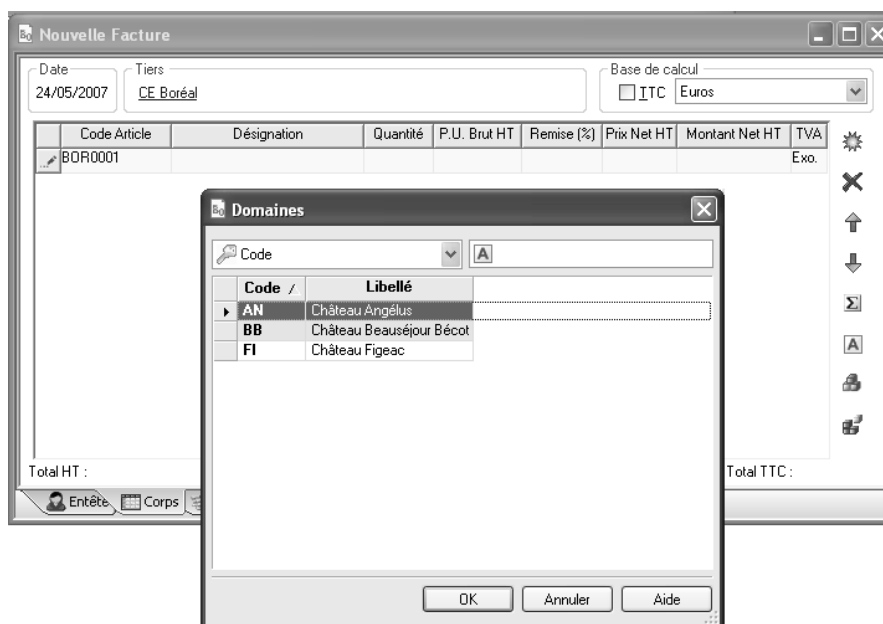 Nouvelle Facture
Date Tiers Base de calcul
24/05/2007 CE Boréal TTC Euros
Code Article Désignation Quantité P.U. Brut HT Remise (%) Prix Net HT Montant Net HT TVA
BOR0001 Exo.
Domaines
Code A
Code Libellé
AN Château Angélus
BB Château Beauséjour Bécot
FI Château Figeac
Σ
A
Total HT : Total TTC :
Entête Corps
OK Annuler Aide